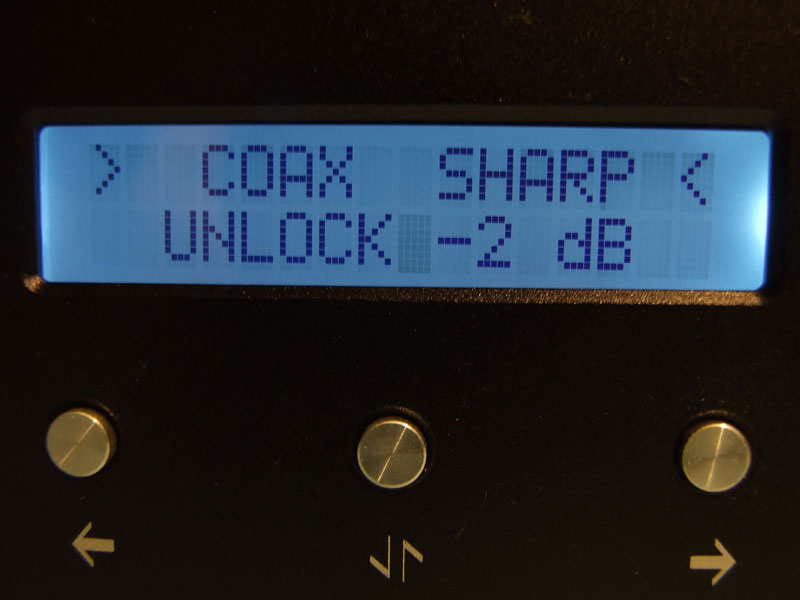 > COAX SHARP <
UNLOCK -2 dB